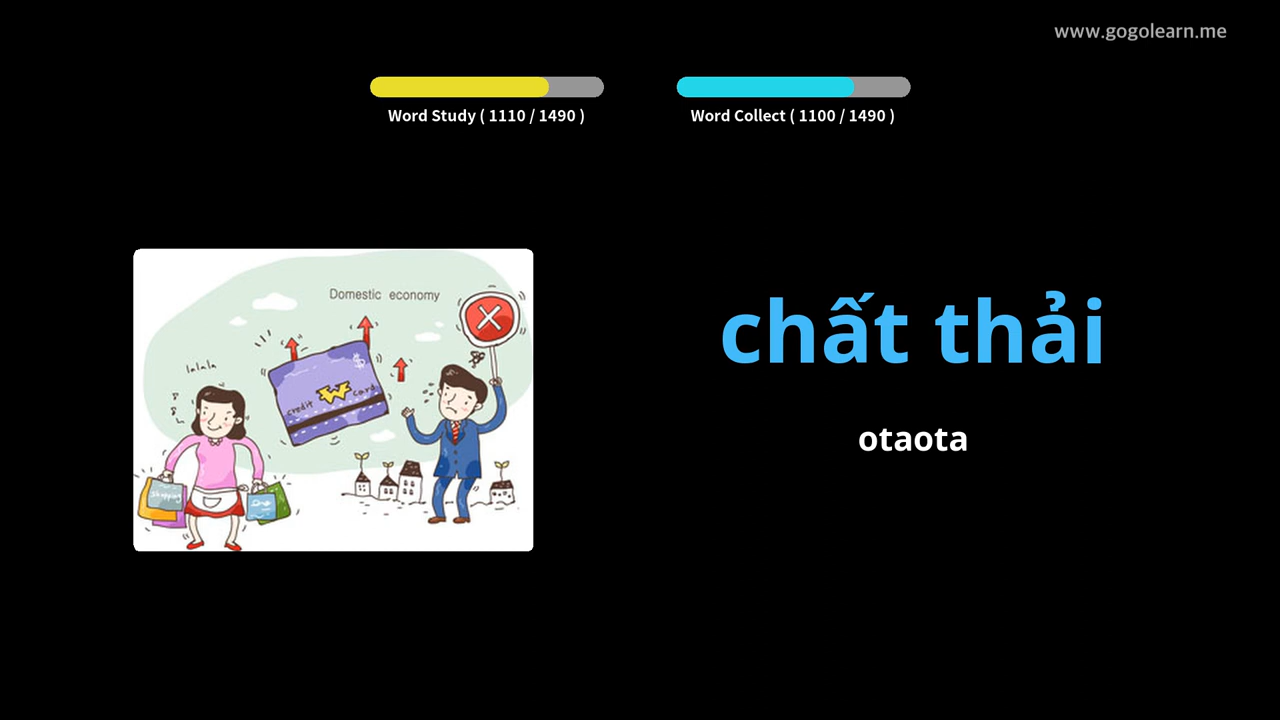 www.gogolearn.me
Word Study ( 1110 / 1490 )
Word Collect ( 1100 / 1490 )
Domestic economy
lalala
$
W
credit card
Shopping
chất thải
otaota